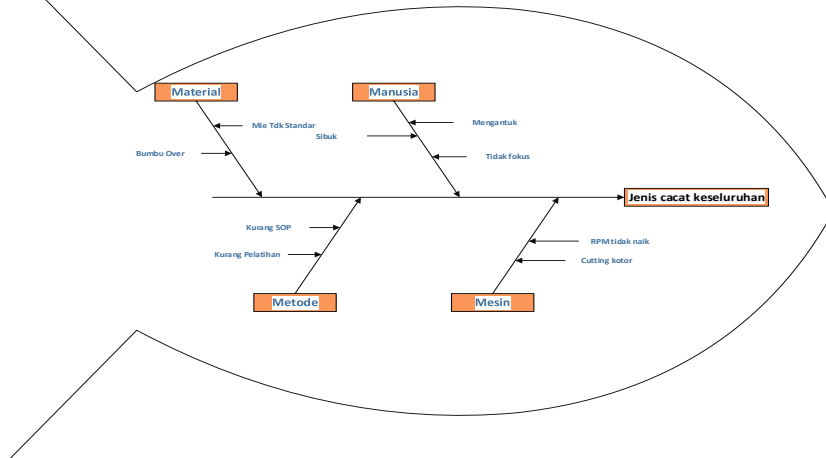 Material
Manusia
Mie Tdk Standar
Mengantuk
Sibuk
Bumbu Over
Tidak fokus
Jenis cacat keseluruhan
Kurang SOP
RPM tidak naik
Kurang Pelatihan
Cutting kotor
Metode
Mesin